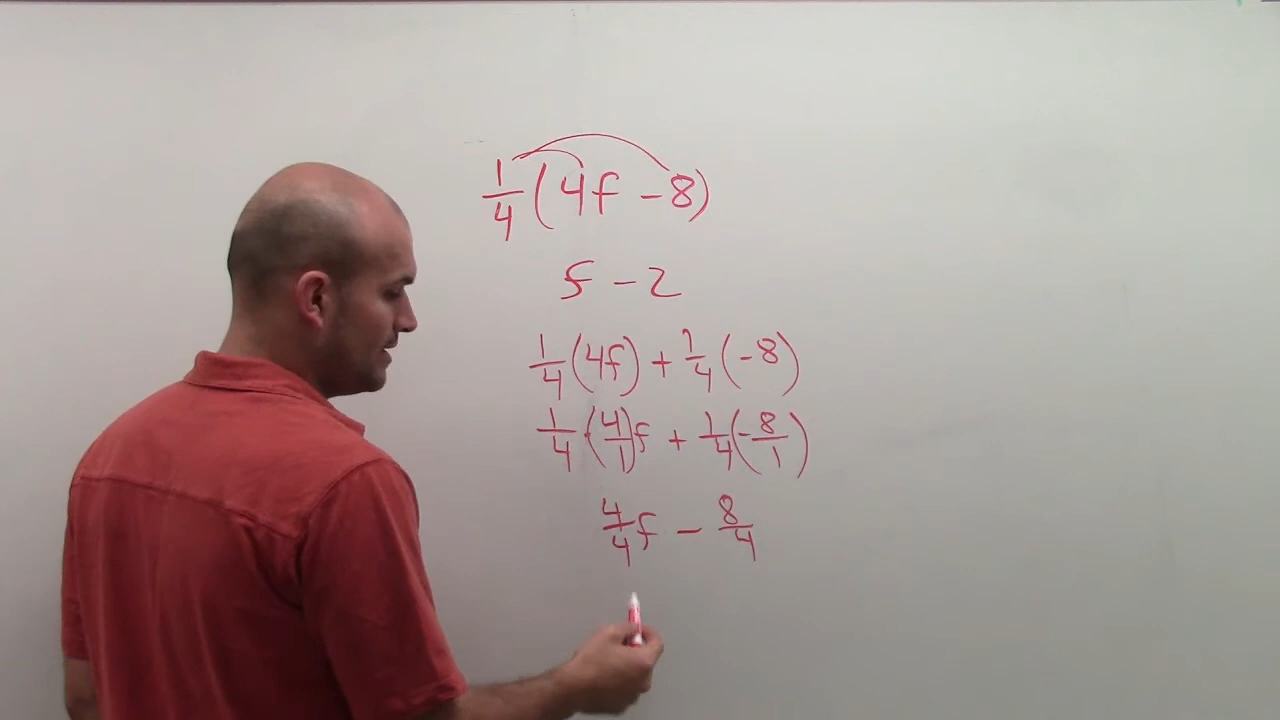 1/4 (4f - 8)
f - 2
1/4 (4f) + 1/4 (-8)
1/4 · (4/1)f + 1/4 (-8/1)
4/4 f - 8/4